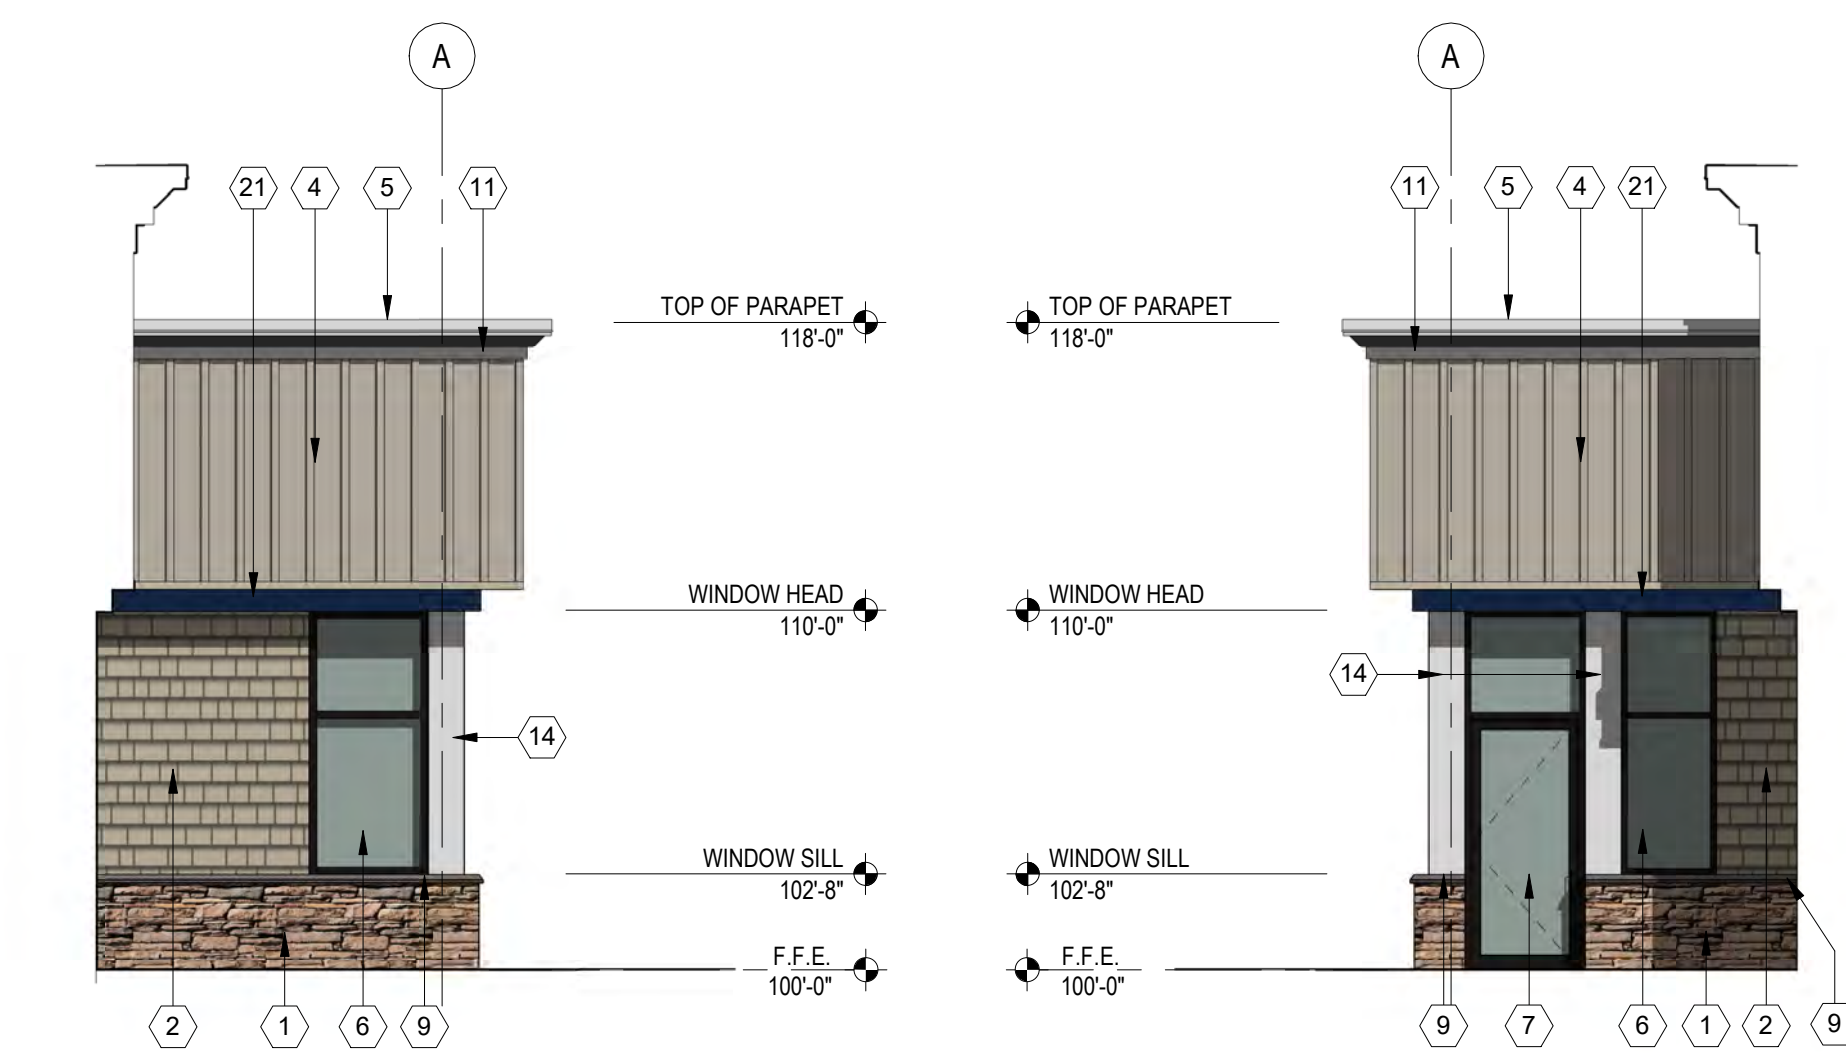 A
A
21 4 5 11
11 5 4 21
TOP OF PARAPET
118'-0"
TOP OF PARAPET
118'-0"
WINDOW HEAD
110'-0"
WINDOW HEAD
110'-0"
14
14
WINDOW SILL
102'-8"
WINDOW SILL
102'-8"
F.F.E.
100'-0"
F.F.E.
100'-0"
2 1 6 9
9 7 6 1 2 9